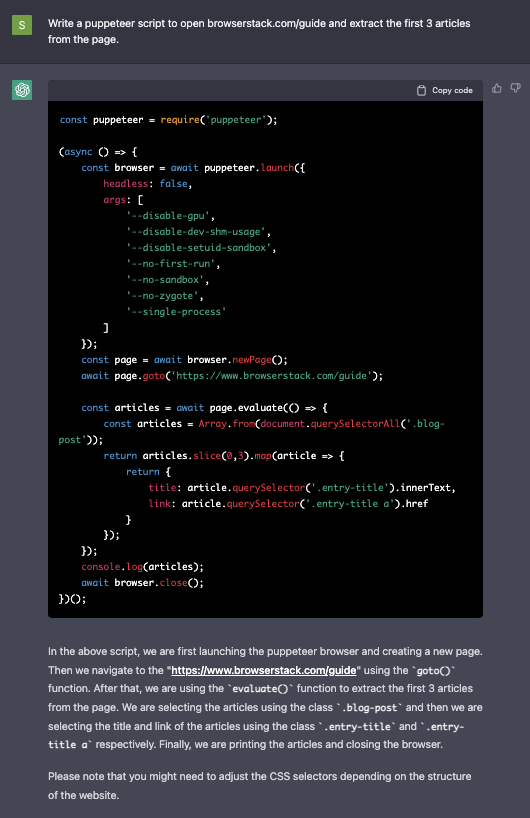 S
Write a puppeteer script to open browserstack.com/guide and extract the first 3 articles
from the page.
Copy code
const puppeteer = require('puppeteer');
(async () => {
const browser = await puppeteer.launch({
headless: false,
args: [
'--disable-gpu',
'--disable-dev-shm-usage',
'--disable-setuid-sandbox',
'--no-first-run',
'--no-sandbox',
'--no-zygote',
'--single-process'
]
});
const page = await browser.newPage();
await page.goto('https://www.browserstack.com/guide');
const articles = await page.evaluate(() => {
const articles = Array.from(document.querySelectorAll('.blog-
post'));
return articles.slice(0,3).map(article => {
return {
title: article.querySelector('.entry-title').innerText,
link: article.querySelector('.entry-title a').href
}
});
});
console.log(articles);
await browser.close();
})();
In the above script, we are first launching the puppeteer browser and creating a new page.
Then we navigate to the "https://www.browserstack.com/guide" using the `goto()`
function. After that, we are using the `evaluate()` function to extract the first 3 articles
from the page. We are selecting the articles using the class `.blog-post` and then we are
selecting the title and link of the articles using the class `.entry-title` and `.entry-
title a` respectively. Finally, we are printing the articles and closing the browser.
Please note that you might need to adjust the CSS selectors depending on the structure
of the website.